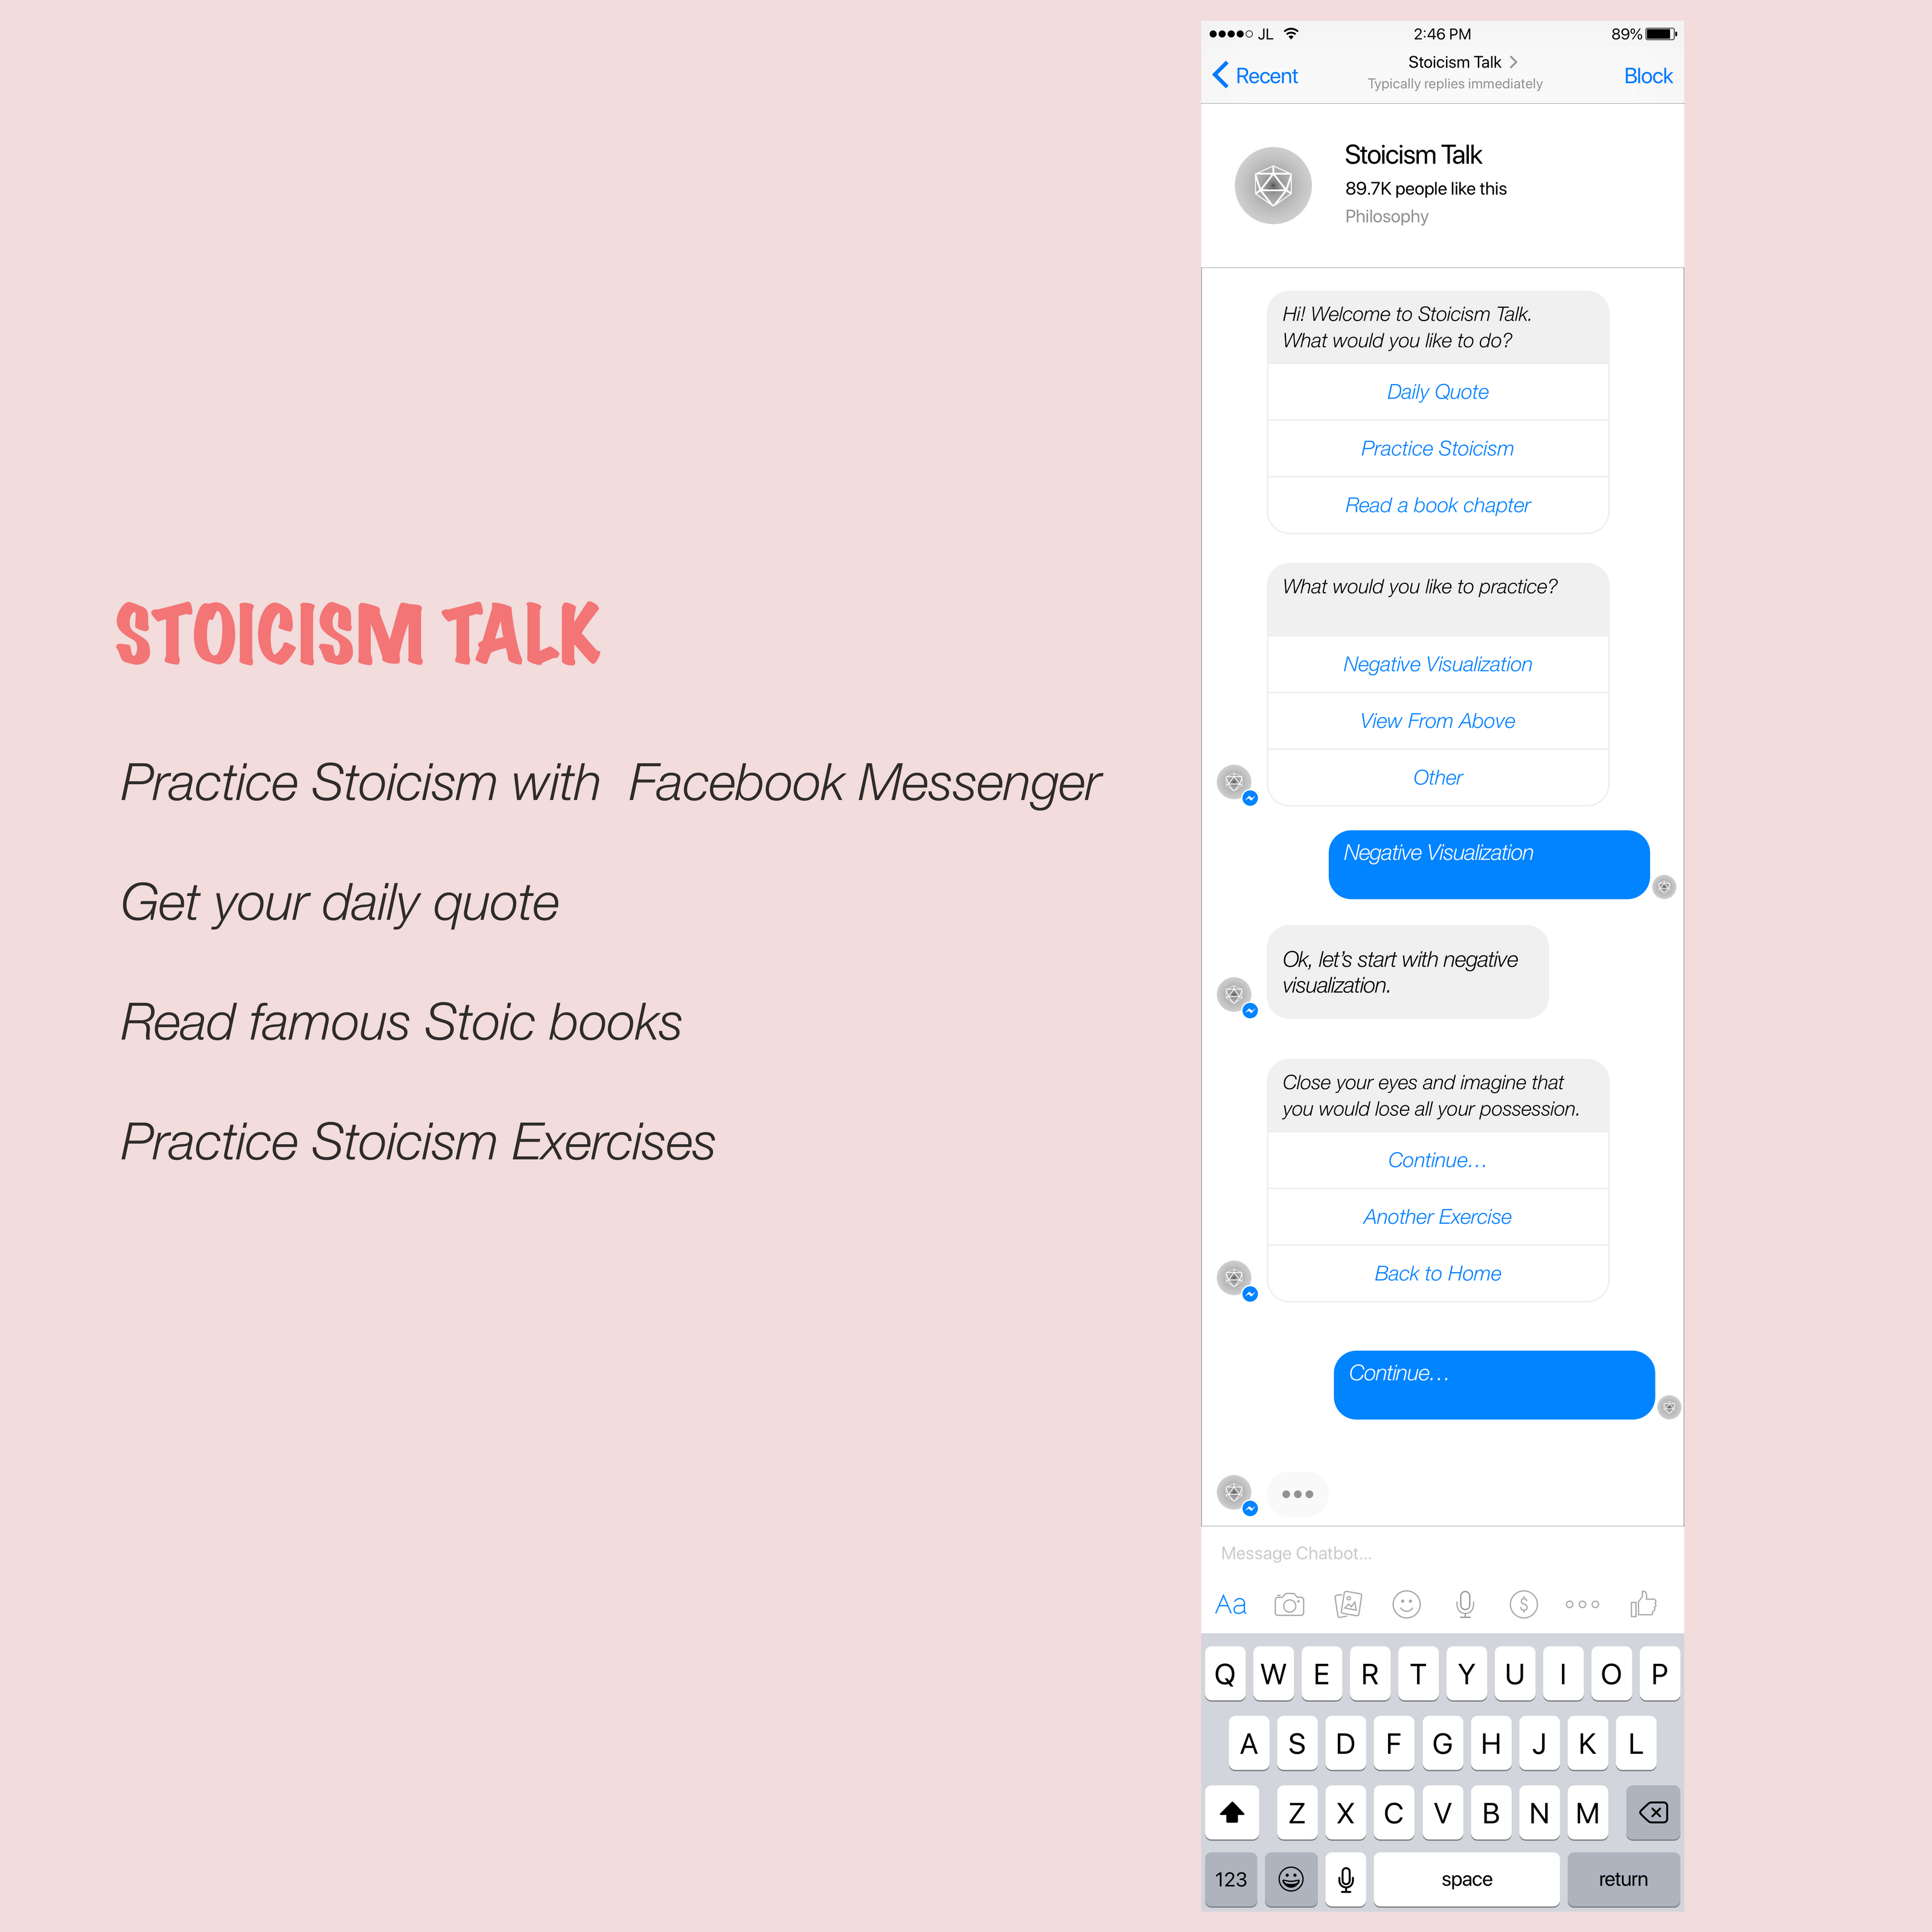 STOICISM TALK
Practice Stoicism with  Facebook Messenger
Get your daily quote
Read famous Stoic books
Practice Stoicism Exercises
JL 2:46 PM 89%
Recent Stoicism Talk Block
Typically replies immediately
Stoicism Talk
89.7K people like this
Philosophy
Hi! Welcome to Stoicism Talk.
What would you like to do?
Daily Quote
Practice Stoicism
Read a book chapter
What would you like to practice?
Negative Visualization
View From Above
Other
Negative Visualization
Ok, let's start with negative
visualization.
Close your eyes and imagine that
you would lose all your possession.
Continue…
Another Exercise
Back to Home
Continue…
Message Chatbot...
Aa
Q W E R T Y U I O P
A S D F G H J K L
Z X C V B N M
123 space return